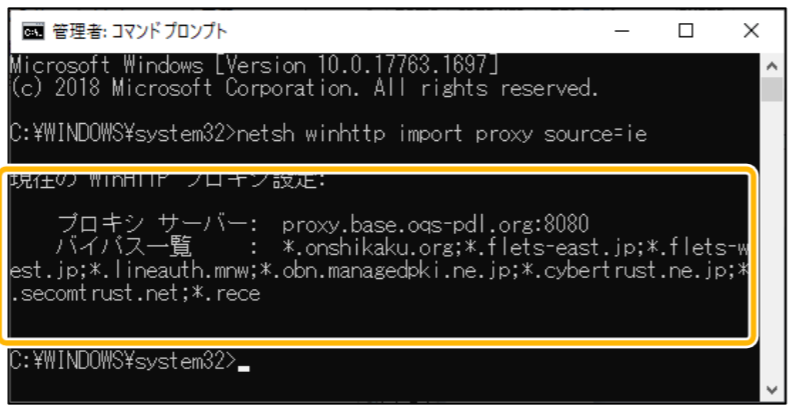 管理者: コマンド プロンプト
Microsoft Windows [Version 10.0.17763.1697]
(c) 2018 Microsoft Corporation. All rights reserved.
C:¥WINDOWS¥system32>netsh winhttp import proxy source=ie
現在の WinHTTP プロキシ設定:
プロキシ サーバー: proxy.base.oqs-pdl.org:8080
バイパス一覧 : *.onshikaku.org;*.flets-east.jp;*.flets-w
est.jp;*.lineauth.mnw;*.obn.managedpki.ne.jp;*.cybertrust.ne.jp;*
.secomtrust.net;*.rece
C:¥WINDOWS¥system32>